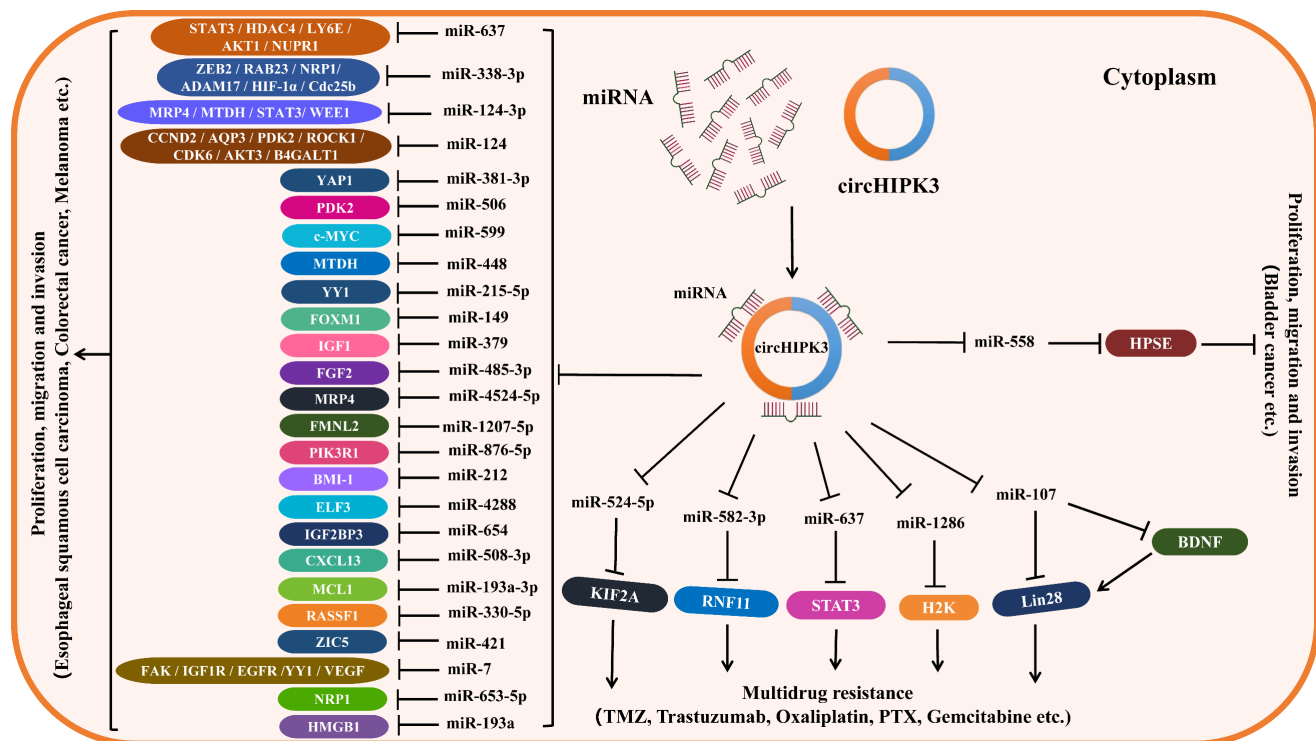 Cytoplasm
miRNA
circHIPK3
miRNA
circHIPK3
STAT3 / HDAC4 / LY6E /
AKT1 / NUPR1
miR-637
ZEB2 / RAB23 / NRP1/
ADAM17 / HIF-1α / Cdc25b
miR-338-3p
MRP4 / MTDH / STAT3/ WEE1
miR-124-3p
CCND2 / AQP3 / PDK2 / ROCK1 /
CDK6 / AKT3 / B4GALT1
miR-124
YAP1
miR-381-3p
PDK2
miR-506
c-MYC
miR-599
MTDH
miR-448
YY1
miR-215-5p
FOXM1
miR-149
IGF1
miR-379
FGF2
miR-485-3p
MRP4
miR-4524-5p
FMNL2
miR-1207-5p
PIK3R1
miR-876-5p
BMI-1
miR-212
ELF3
miR-4288
IGF2BP3
miR-654
CXCL13
miR-508-3p
MCL1
miR-193a-3p
RASSF1
miR-330-5p
ZIC5
miR-421
FAK / IGF1R / EGFR /YY1 / VEGF
miR-7
NRP1
miR-653-5p
HMGB1
miR-193a
Proliferation, migration and invasion
(Esophageal squamous cell carcinoma, Colorectal cancer, Melanoma etc.)
miR-558
HPSE
Proliferation, migration and invasion
(Bladder cancer etc.)
miR-524-5p
miR-582-3p
miR-637
miR-1286
miR-107
BDNF
KIF2A
RNF11
STAT3
H2K
Lin28
Multidrug resistance
(TMZ, Trastuzumab, Oxaliplatin, PTX, Gemcitabine etc.)